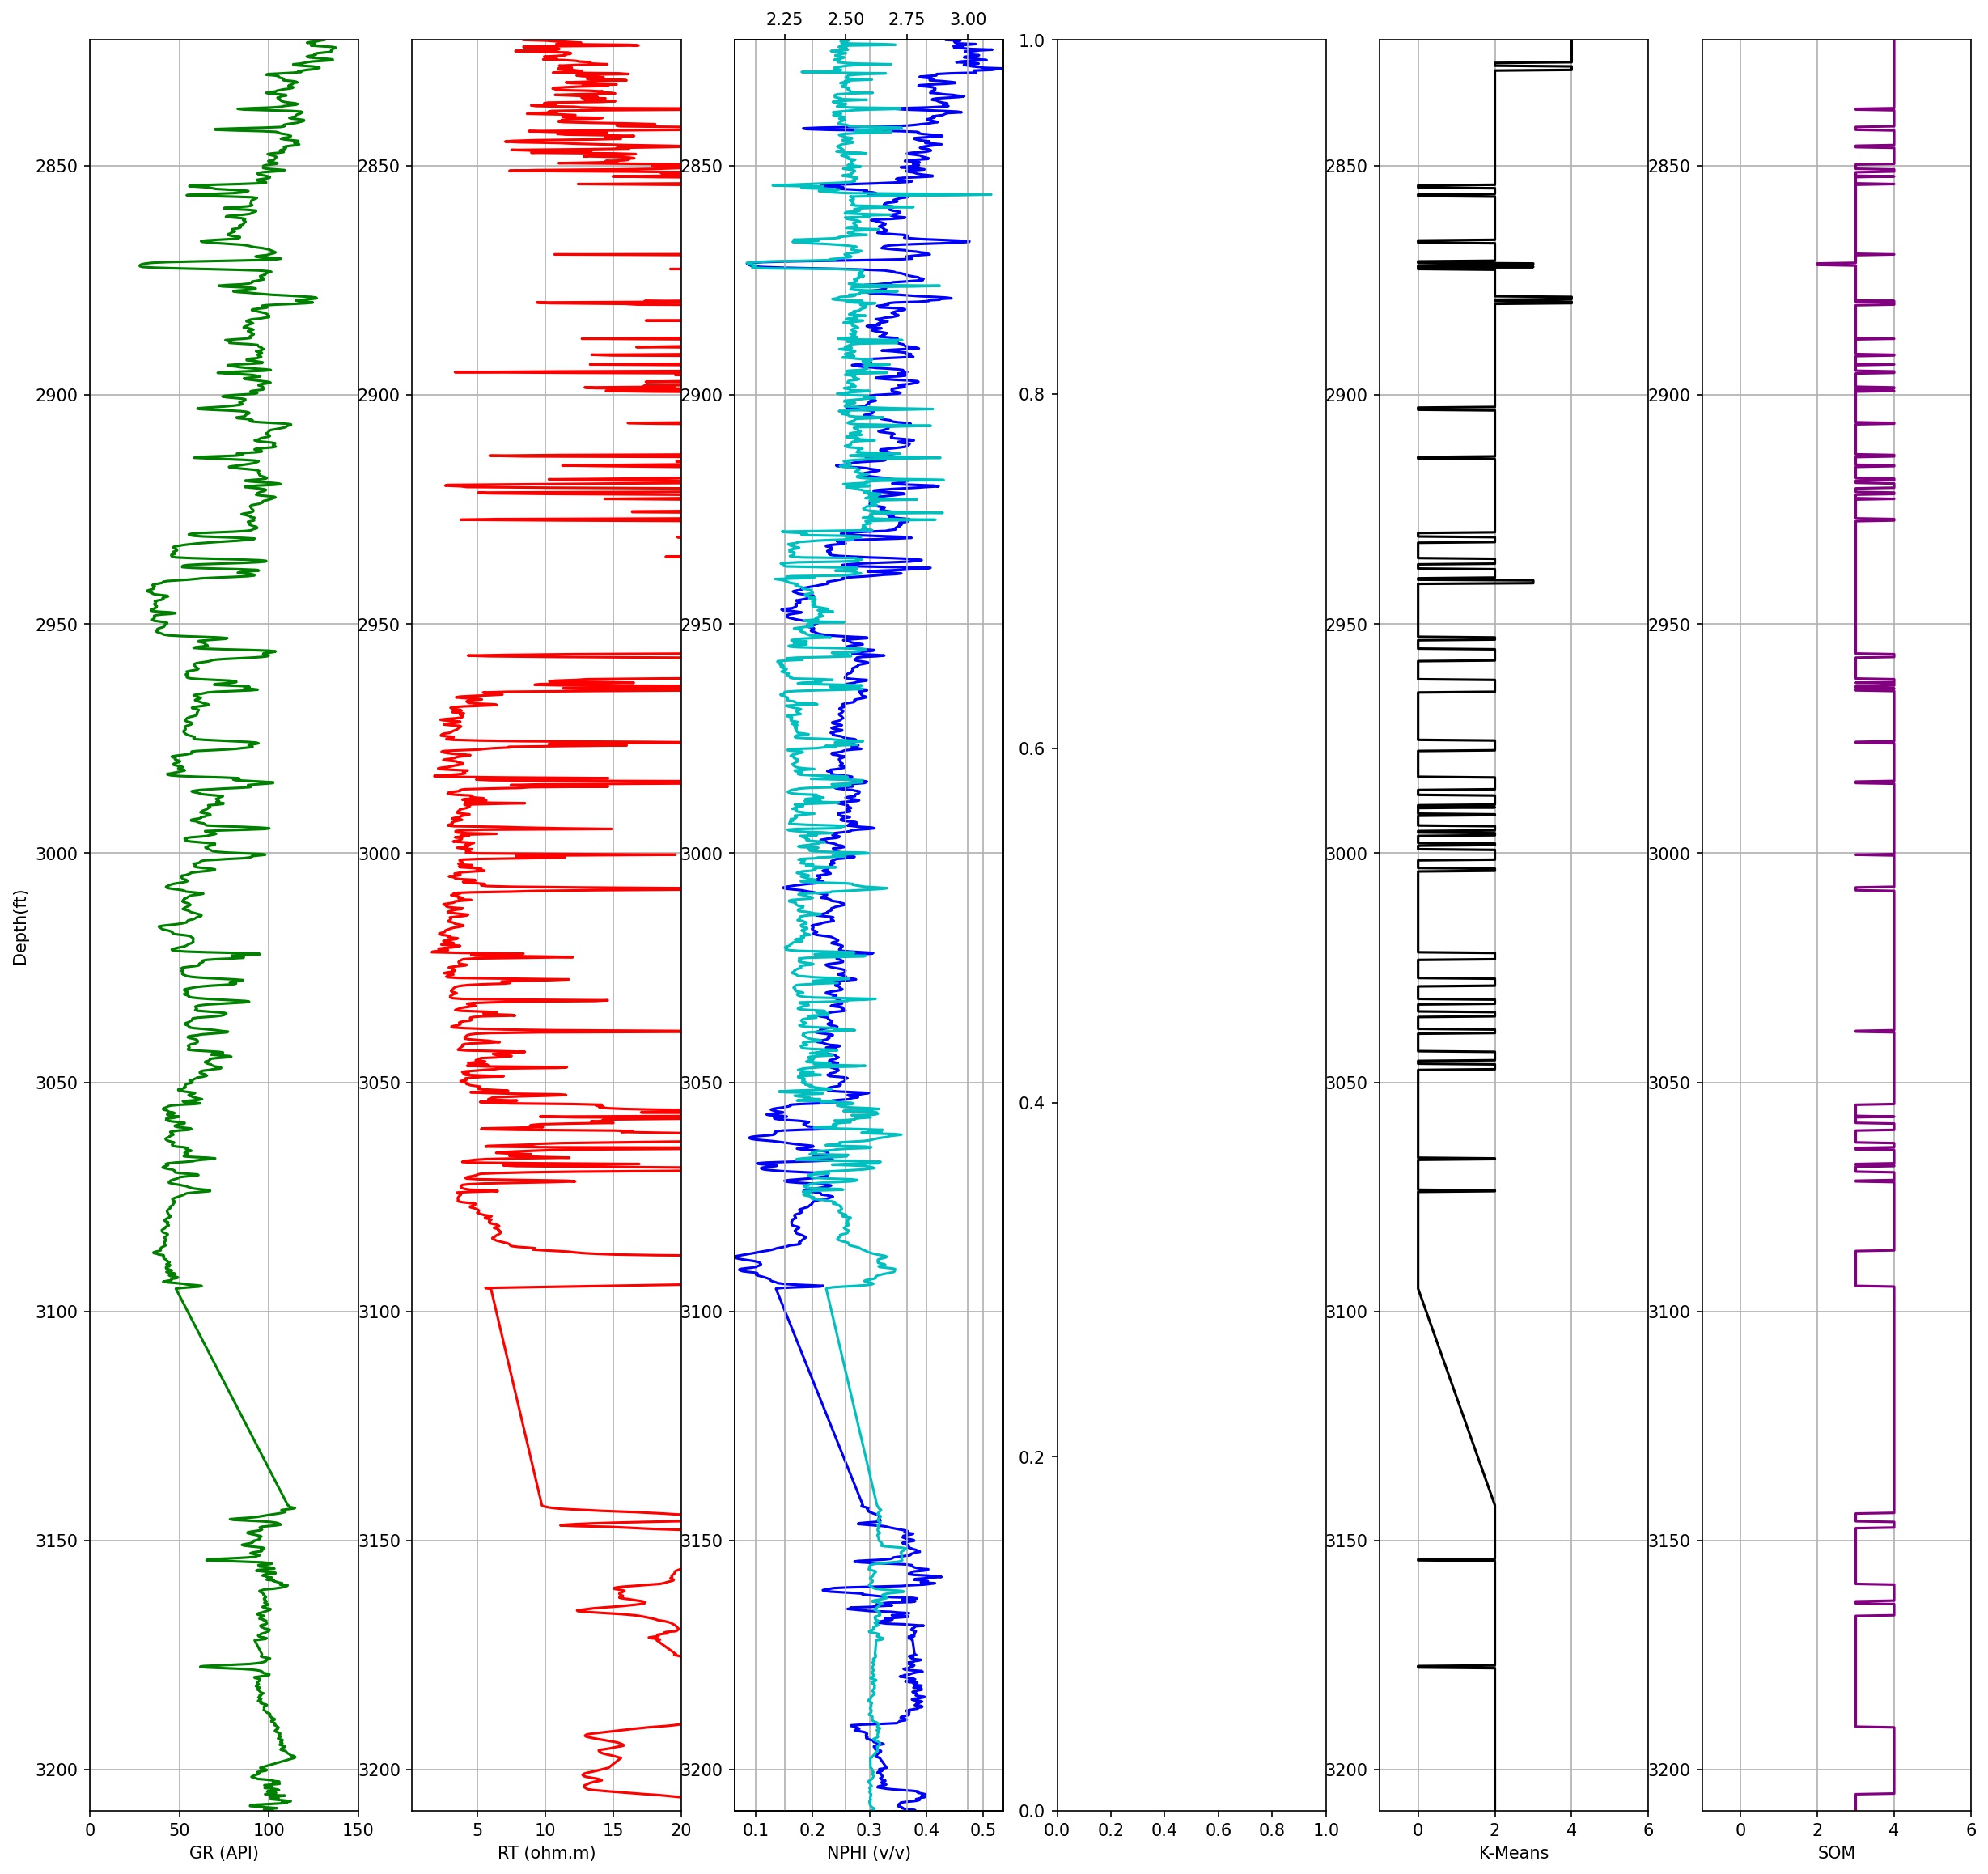 2.25 2.50 2.75 3.00
1.0
2850 2850 2850 2850 2850
0.8
2900 2900 2900 2900 2900
2950 2950 2950 2950 2950
0.6
3000 3000 3000 3000 3000
Depth(ft)
3050 3050 3050 3050 3050
0.4
3100 3100 3100 3100 3100
0.2
3150 3150 3150 3150 3150
3200 3200 3200 3200 3200
0.0
0 50 100 150 5 10 15 20 0.1 0.2 0.3 0.4 0.5 0.0 0.2 0.4 0.6 0.8 1.0 0 2 4 6 0 2 4 6
GR (API) RT (ohm.m) NPHI (v/v) K-Means SOM